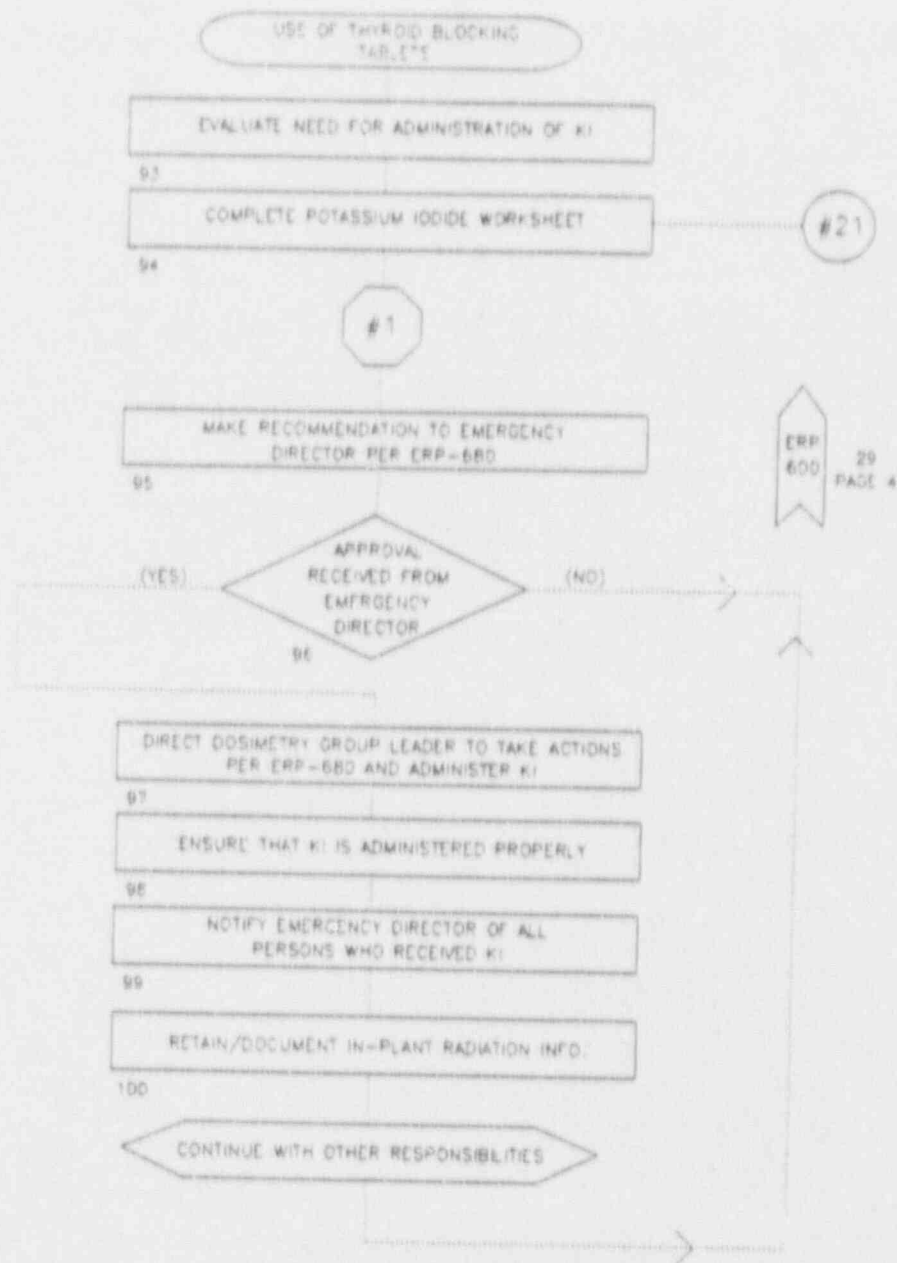 USE OF THYROID BLOCKING
TABLETS
EVALUATE NEED FOR ADMINISTRATION OF KI
93
COMPLETE POTASSIUM IODIDE WORKSHEET
#21
94
#1
MAKE RECOMMENDATION TO EMERGENCY
DIRECTOR PER ERP-680
95
ERP
600
29
PAGE 4
APPROVAL
RECEIVED FROM
EMERGENCY
DIRECTOR
(YES)
(NO)
96
DIRECT DOSIMETRY GROUP LEADER TO TAKE ACTIONS
PER ERP-680 AND ADMINISTER KI
97
ENSURE THAT KI IS ADMINISTERED PROPERLY
98
NOTIFY EMERGENCY DIRECTOR OF ALL
PERSONS WHO RECEIVED KI
99
RETAIN/DOCUMENT IN-PLANT RADIATION INFO.
100
CONTINUE WITH OTHER RESPONSIBILITIES